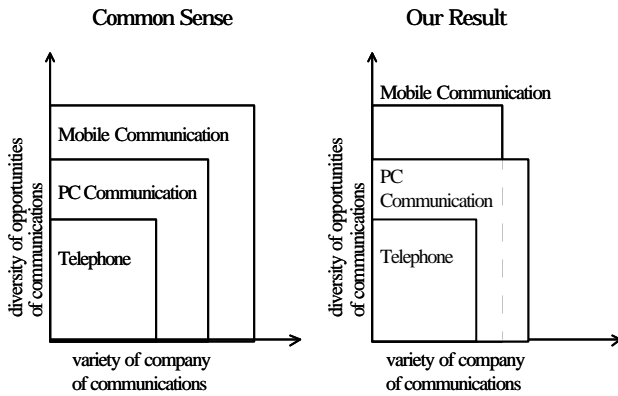 Common Sense
Mobile Communication
PC Communication
Telephone
diversity of opportunities
of communications
variety of company
of communications
Our Result
Mobile Communication
PC
Communication
Telephone
diversity of opportunities
of communications
variety of company
of communications